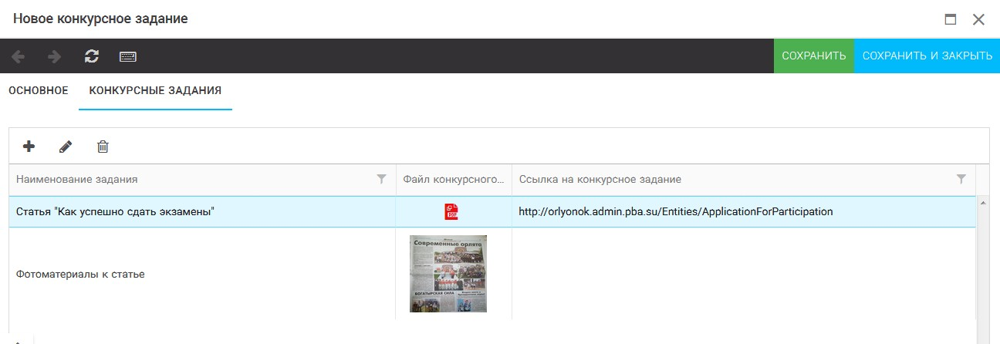 Новое конкурсное задание
СОХРАНИТЬ
СОХРАНИТЬ И ЗАКРЫТЬ
ОСНОВНОЕ
КОНКУРСНЫЕ ЗАДАНИЯ
Наименование задания
Файл конкурсного...
Ссылка на конкурсное задание
Статья "Как успешно сдать экзамены"
http://orlyonok.admin.pba.su/Entities/ApplicationForParticipation
Фотоматериалы к статье
Современные орлята
БОГАТЫРСКАЯ СИЛА